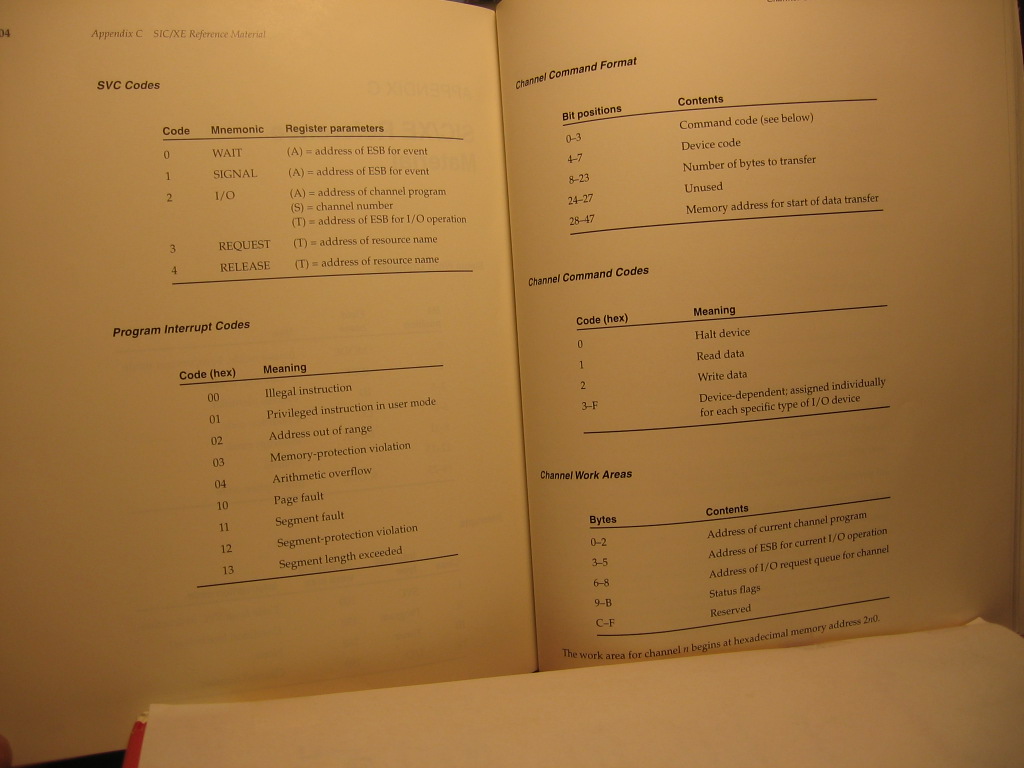 04
Appendix C SIC/XE Reference Material
SVC Codes
Code Mnemonic Register parameters
0 WAIT (A) = address of ESB for event
1 SIGNAL (A) = address of ESB for event
2 I/O (A) = address of channel program
(S) = channel number
(T) = address of ESB for I/O operation
3 REQUEST (T) = address of resource name
4 RELEASE (T) = address of resource name
Program Interrupt Codes
Code (hex) Meaning
00 Illegal instruction
01 Privileged instruction in user mode
02 Address out of range
03 Memory-protection violation
04 Arithmetic overflow
10 Page fault
11 Segment fault
12 Segment-protection violation
13 Segment length exceeded
Channel Command Format
Bit positions Contents
0–3 Command code (see below)
4–7 Device code
8–23 Number of bytes to transfer
24–27 Unused
28–47 Memory address for start of data transfer
Channel Command Codes
Code (hex) Meaning
0 Halt device
1 Read data
2 Write data
3–F Device-dependent; assigned individually
for each specific type of I/O device
Channel Work Areas
Bytes Contents
0–2 Address of current channel program
3–5 Address of ESB for current I/O operation
6–8 Address of I/O request queue for channel
9–B Status flags
C–F Reserved
The work area for channel n begins at hexadecimal memory address 2n0.